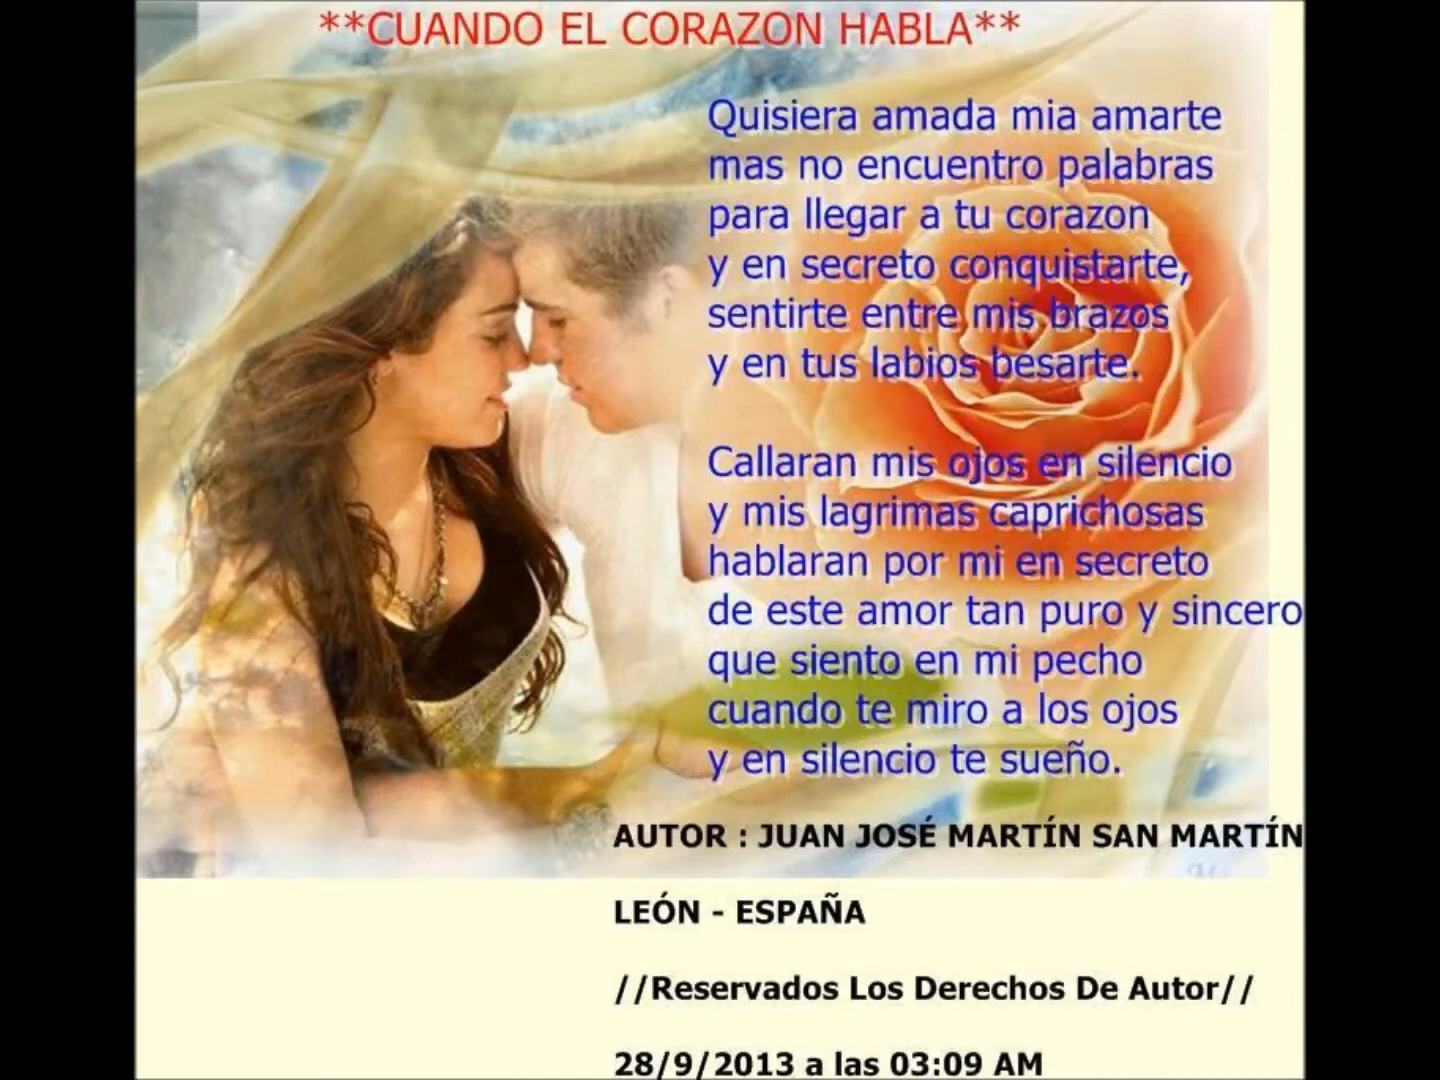 **CUANDO EL CORAZON HABLA**
Quisiera amada mia amarte
mas no encuentro palabras
para llegar a tu corazon
y en secreto conquistarte,
sentirte entre mis brazos
y en tus labios besarte.
Callaran mis ojos en silencio
y mis lagrimas caprichosas
hablaran por mi en secreto
de este amor tan puro y sincero
que siento en mi pecho
cuando te miro a los ojos
y en silencio te sueño.
AUTOR : JUAN JOSÉ MARTÍN SAN MARTÍN
LEÓN - ESPAÑA
//Reservados Los Derechos De Autor//
28/9/2013 a las 03:09 AM